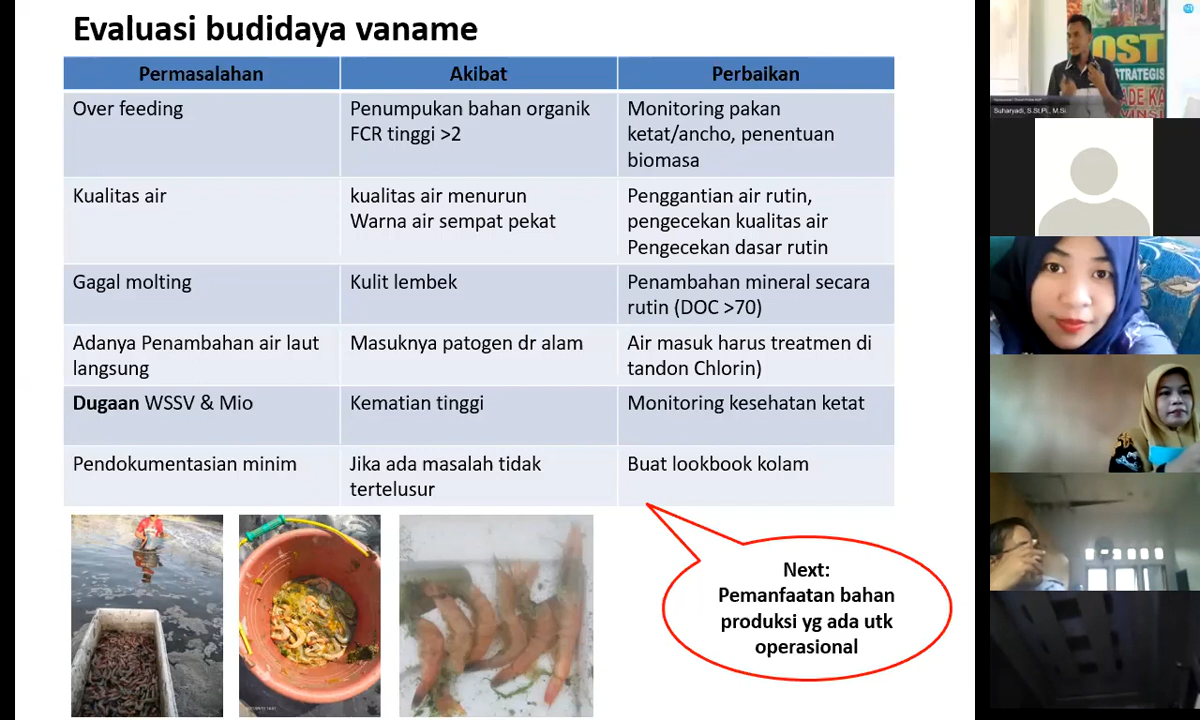 Evaluasi budidaya vaname
Permasalahan
Akibat
Perbaikan
Over feeding
Penumpukan bahan organik
FCR tinggi >2
Monitoring pakan
ketat/ancho, penentuan
biomasa
Kualitas air
kualitas air menurun
Warna air sempat pekat
Penggantian air rutin,
pengecekan kualitas air
Pengecekan dasar rutin
Gagal molting
Kulit lembek
Penambahan mineral secara
rutin (DOC >70)
Adanya Penambahan air laut
langsung
Masuknya patogen dr alam
Air masuk harus treatmen di
tandon Chlorin)
Dugaan WSSV & Mio
Kematian tinggi
Monitoring kesehatan ketat
Pendokumentasian minim
Jika ada masalah tidak
tertelusur
Buat lookbook kolam
Next:
Pemanfaatan bahan
produksi yg ada utk
operasional
OST
STRATEGIS
ADE KA
Suharyadi, S.St.Pi., M.Si